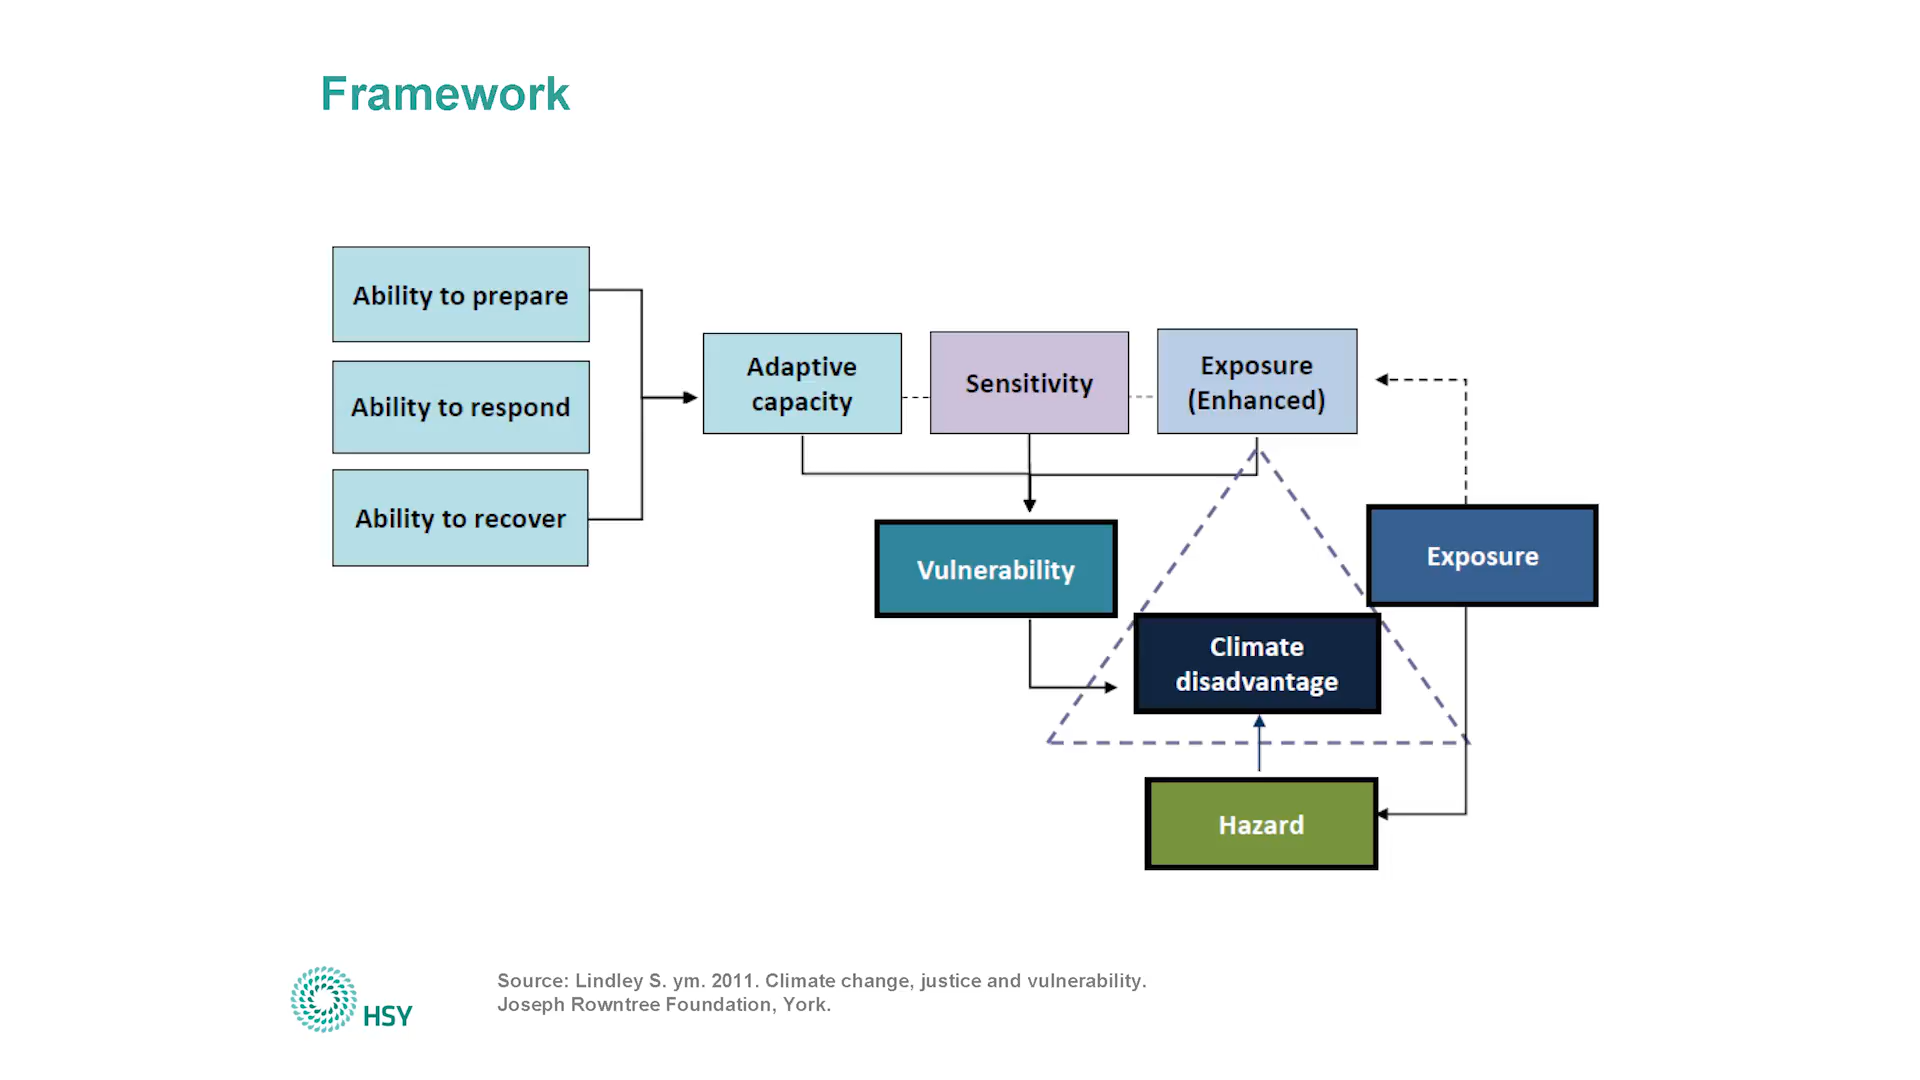 Framework
Ability to prepare
Ability to respond
Ability to recover
Adaptive
capacity
Sensitivity
Exposure
(Enhanced)
Vulnerability
Exposure
Climate
disadvantage
Hazard
HSY
Source: Lindley S. ym. 2011. Climate change, justice and vulnerability.
Joseph Rowntree Foundation, York.